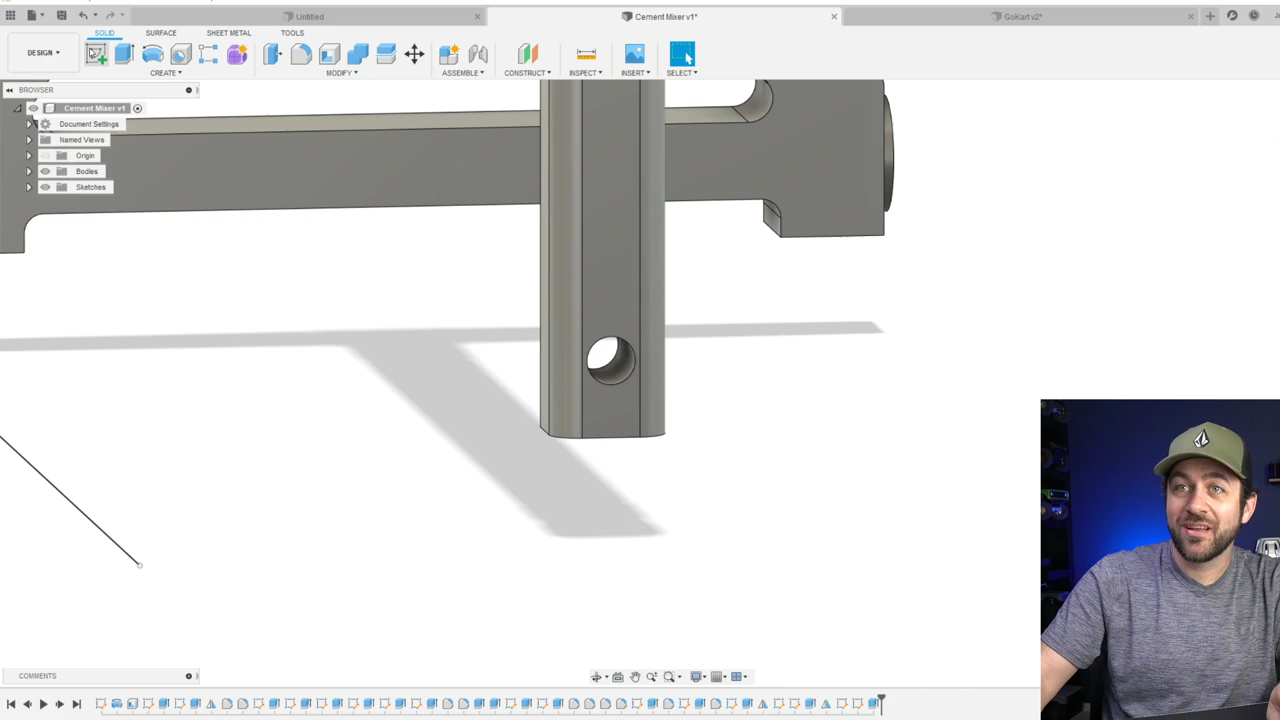 Untitled
Cement Mixer v1*
GoKart v2*
DESIGN
SOLID
SURFACE
SHEET METAL
TOOLS
CREATE
MODIFY
ASSEMBLE
CONSTRUCT
INSPECT
INSERT
SELECT
BROWSER
Cement Mixer v1
Document Settings
Named Views
Origin
Bodies
Sketches
COMMENTS